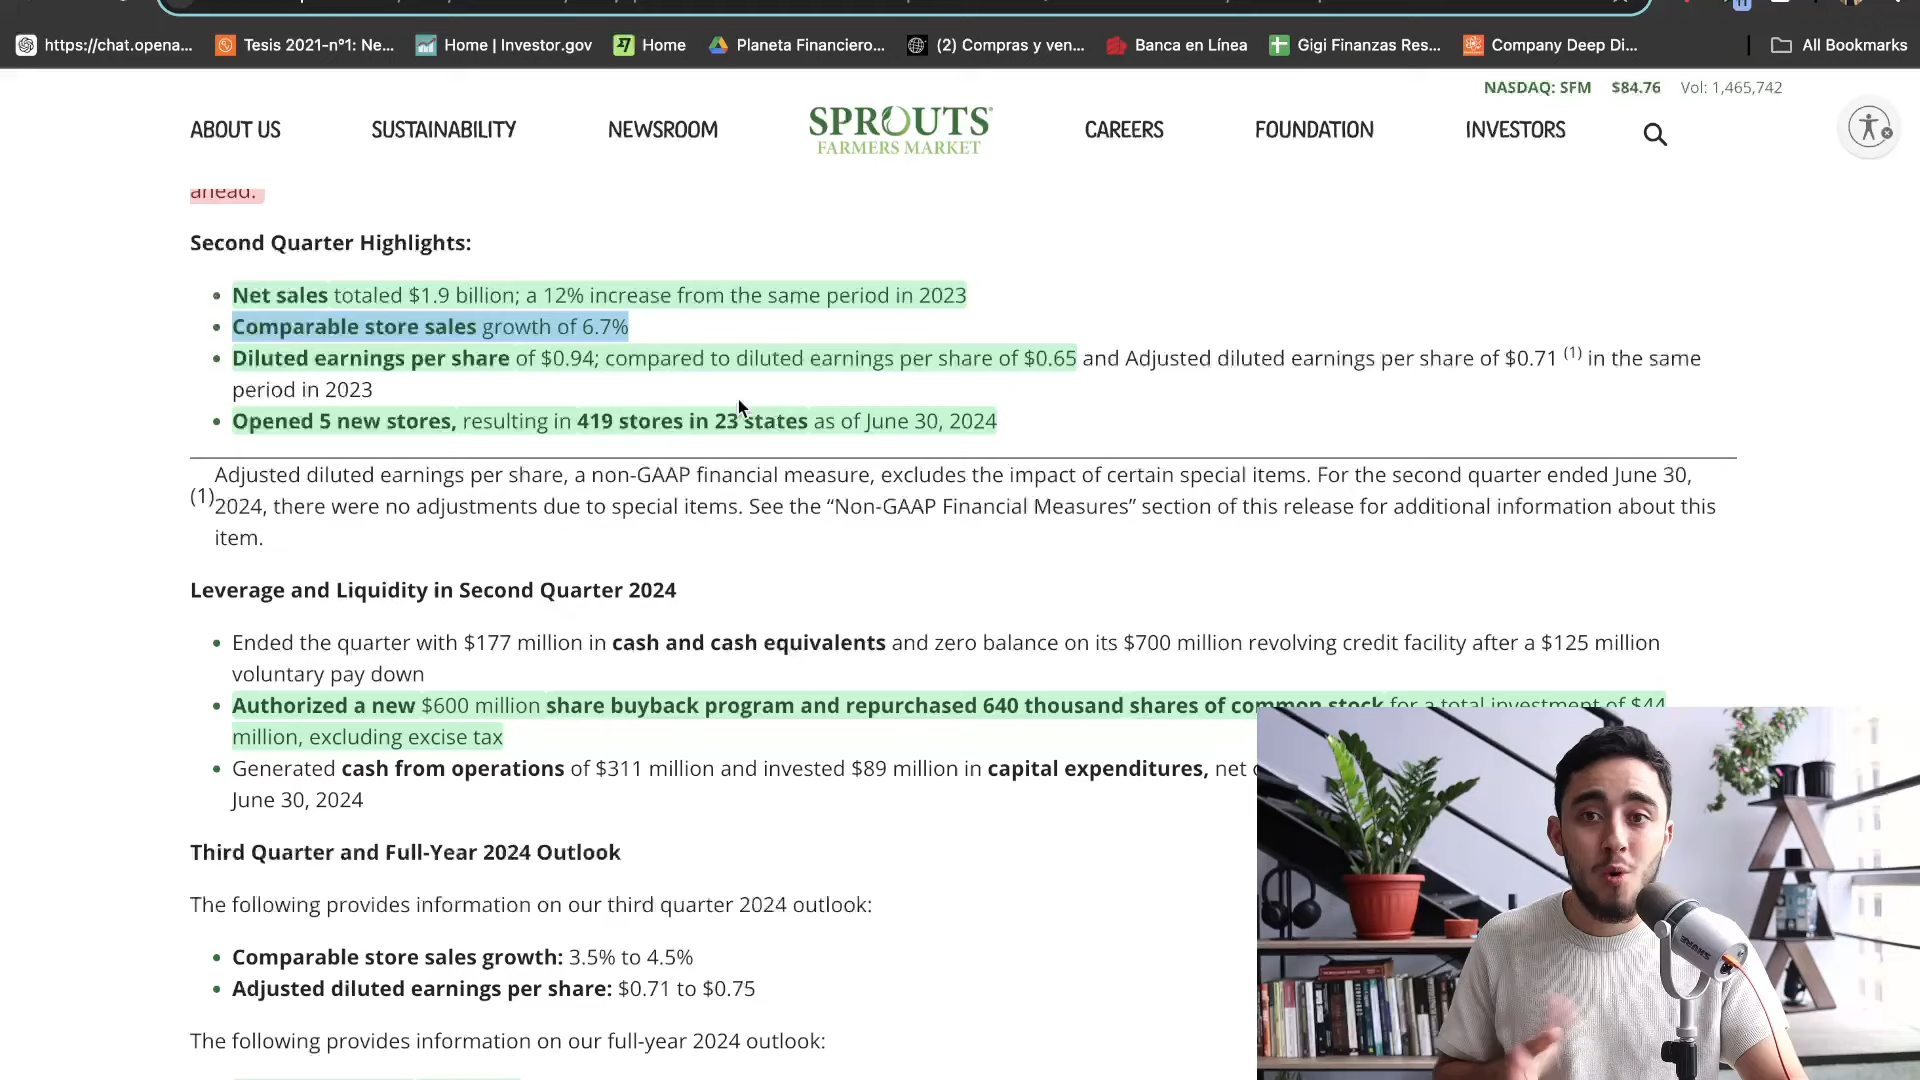 https://chat.opena...
Tesis 2021-n°1: Ne...
Home | Investor.gov
Home
Planeta Financiero...
(2) Compras y ven...
Banca en Línea
Gigi Finanzas Res...
Company Deep Di...
All Bookmarks
NASDAQ: SFM $84.76 Vol: 1,465,742
ABOUT US
SUSTAINABILITY
NEWSROOM
SPROUTS
FARMERS MARKET
CAREERS
FOUNDATION
INVESTORS
ahead.
Second Quarter Highlights:
Net sales totaled $1.9 billion; a 12% increase from the same period in 2023
Comparable store sales growth of 6.7%
Diluted earnings per share of $0.94; compared to diluted earnings per share of $0.65 and Adjusted diluted earnings per share of $0.71 (1) in the same
period in 2023
Opened 5 new stores, resulting in 419 stores in 23 states as of June 30, 2024
Adjusted diluted earnings per share, a non-GAAP financial measure, excludes the impact of certain special items. For the second quarter ended June 30,
(1) 2024, there were no adjustments due to special items. See the “Non-GAAP Financial Measures” section of this release for additional information about this
item.
Leverage and Liquidity in Second Quarter 2024
Ended the quarter with $177 million in cash and cash equivalents and zero balance on its $700 million revolving credit facility after a $125 million
voluntary pay down
Authorized a new $600 million share buyback program and repurchased 640 thousand shares of common stock for a total investment of $44
million, excluding excise tax
Generated cash from operations of $311 million and invested $89 million in capital expenditures, net
June 30, 2024
Third Quarter and Full-Year 2024 Outlook
The following provides information on our third quarter 2024 outlook:
Comparable store sales growth: 3.5% to 4.5%
Adjusted diluted earnings per share: $0.71 to $0.75
The following provides information on our full-year 2024 outlook: